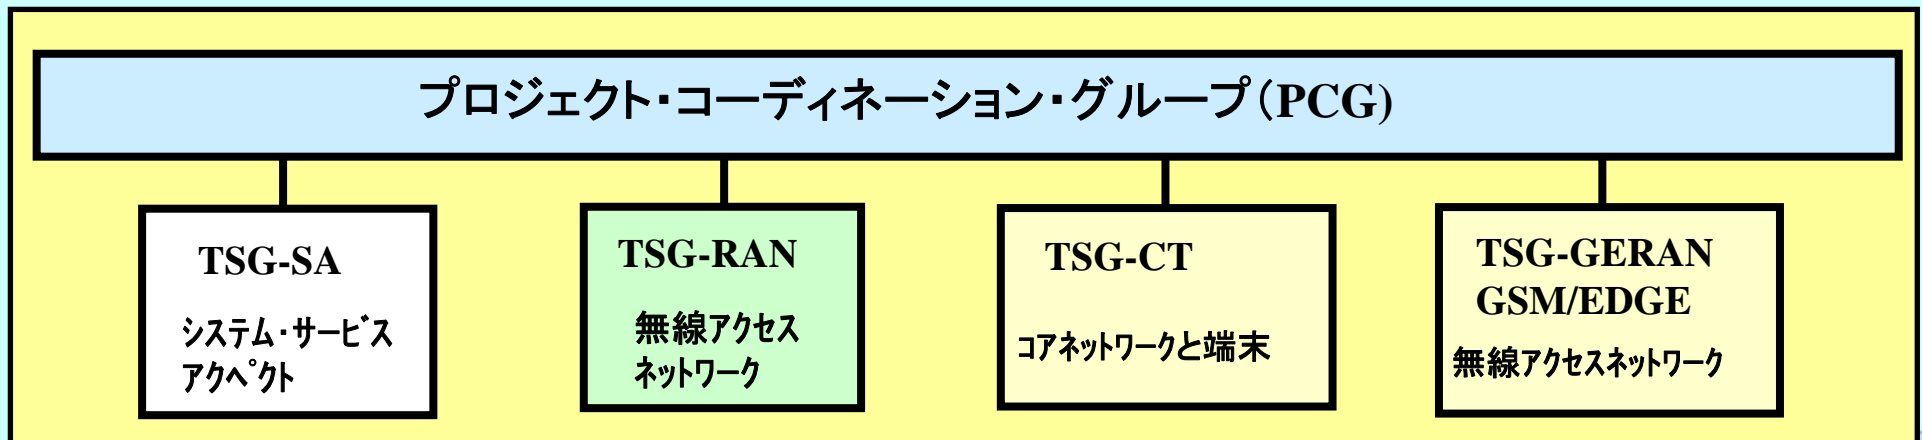 プロジェクト・コーディネーション・グループ(PCG)
TSG-SA
システム・サービス
アクペクト
TSG-RAN
無線アクセス
ネットワーク
TSG-CT
コアネットワークと端末
TSG-GERAN
GSM/EDGE
無線アクセスネットワーク